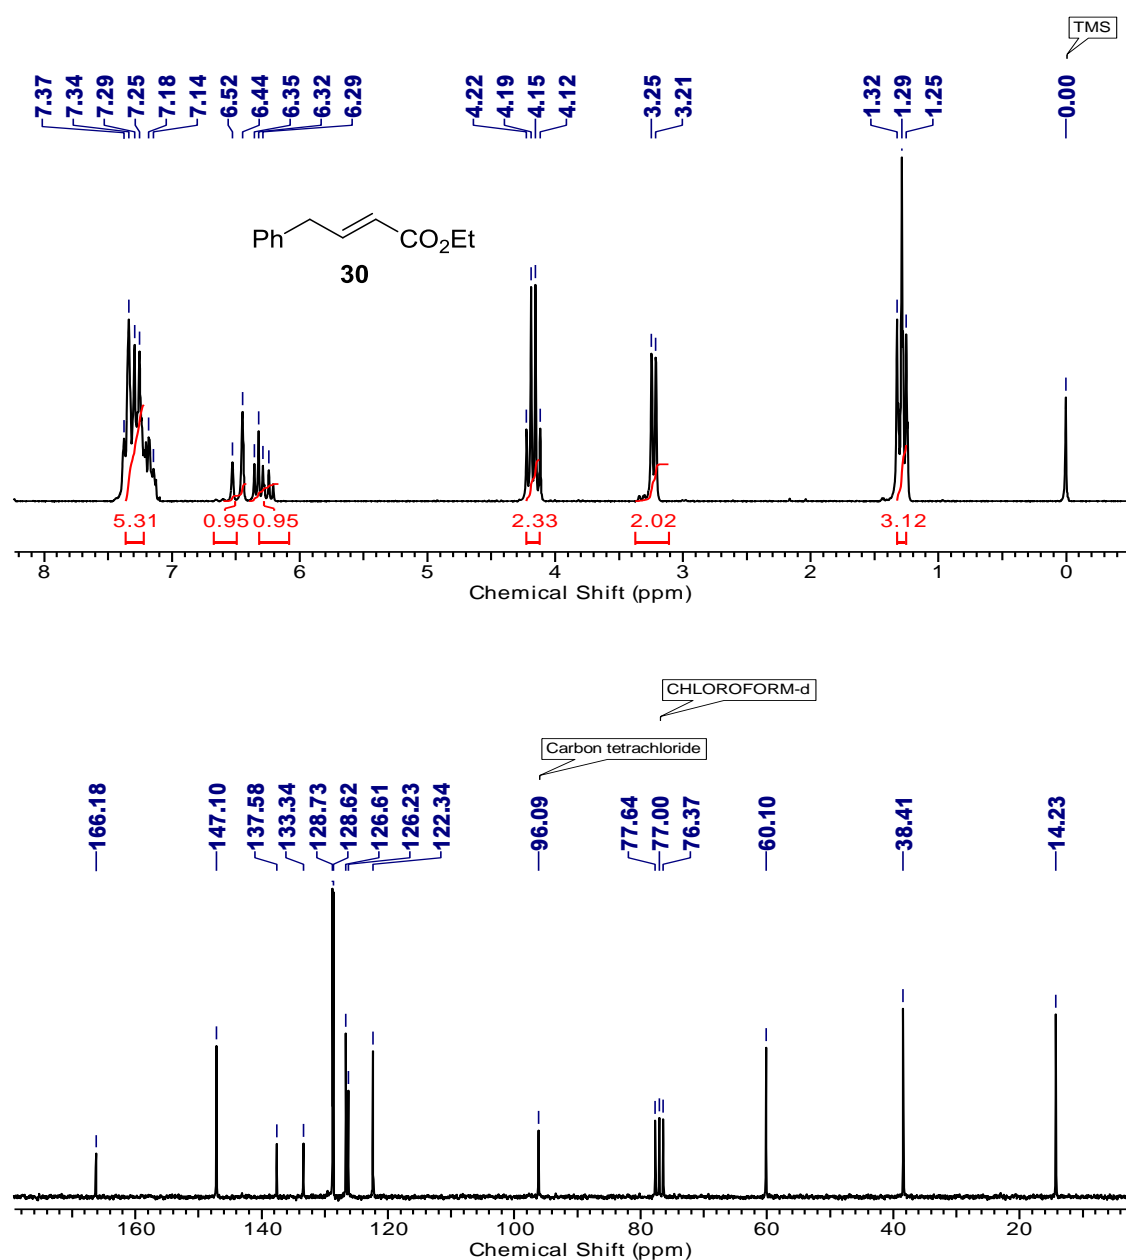 TMS
7.37 7.34 7.29 7.25 7.18 7.14 6.52 6.44 6.35 6.32 6.29 4.22 4.19 4.15 4.12 3.25 3.21 1.32 1.29 1.25 0.00
Ph CO2Et
30
5.31 0.95 0.95 2.33 2.02 3.12
8 7 6 5 4 3 2 1 0
Chemical Shift (ppm)
CHLOROFORM-d
Carbon tetrachloride
166.18 147.10 137.58 133.34 128.73 128.62 126.61 126.23 122.34 96.09 77.64 77.00 76.37 60.10 38.41 14.23
160 140 120 100 80 60 40 20
Chemical Shift (ppm)